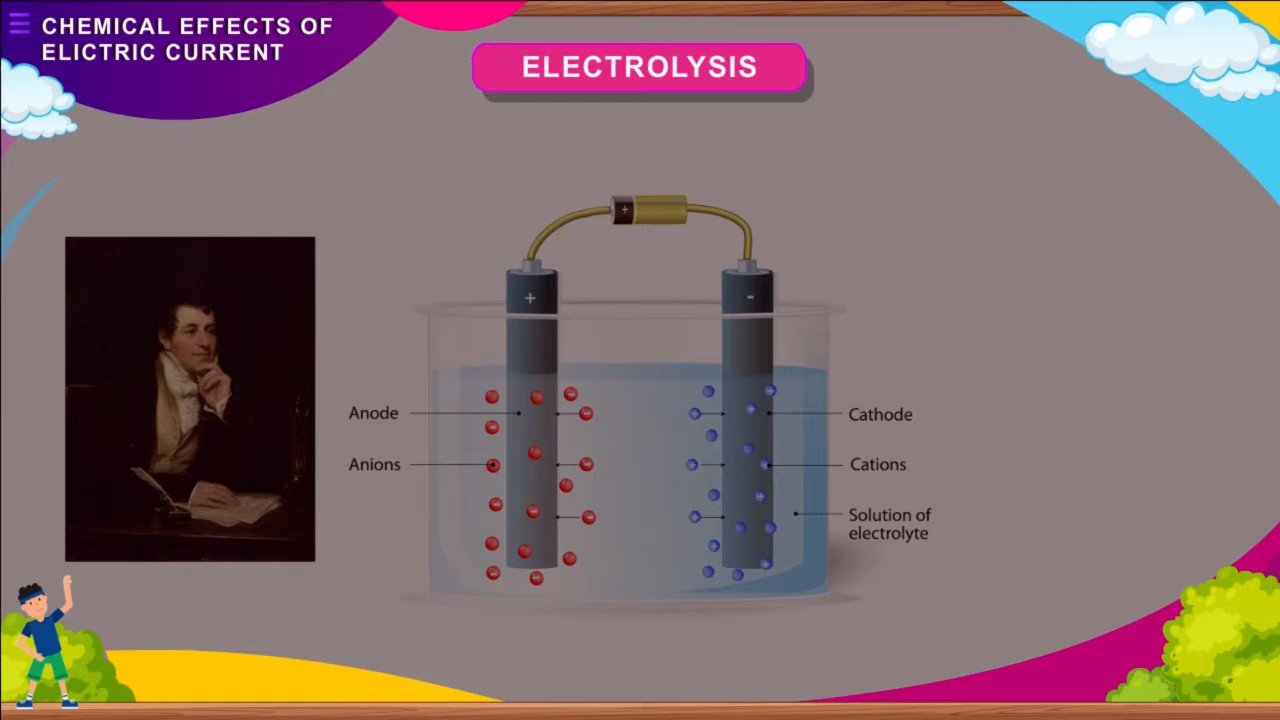 CHEMICAL EFFECTS OF
ELICTRIC CURRENT
ELECTROLYSIS
+
+
-
Anode
Cathode
Anions
Cations
Solution of
electrolyte